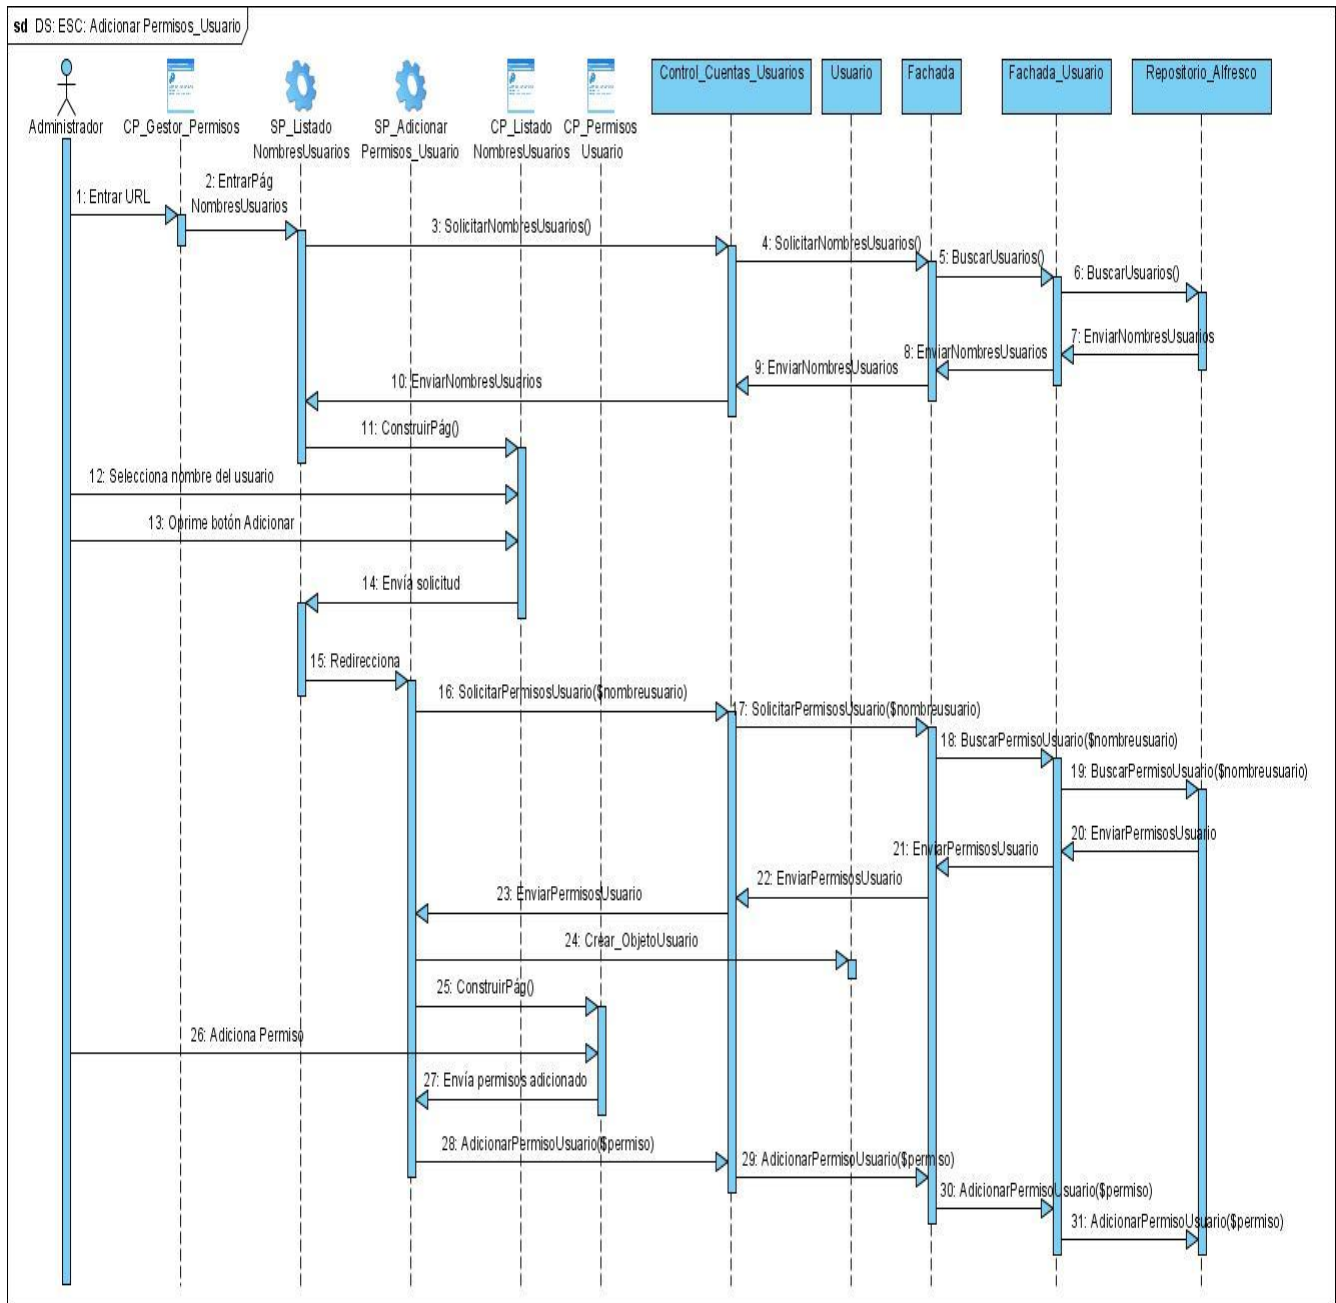 sd DS: ESC: Adicionar Permisos_Usuario
Administrador
CP_Gestor_Permisos
SP_Listado
NombresUsuarios
SP_Adicionar
Permisos_Usuario
CP_Listado
NombresUsuarios
CP_Permisos
Usuario
Control_Cuentas_Usuarios
Usuario
Fachada
Fachada_Usuario
Repositorio_Alfresco
1: Entrar URL
2: EntrarPág
NombresUsuarios
3: SolicitarNombresUsuarios()
4: SolicitarNombresUsuarios()
5: BuscarUsuarios()
6: BuscarUsuarios()
7: EnviarNombresUsuarios
8: EnviarNombresUsuarios
9: EnviarNombresUsuarios
10: EnviarNombresUsuarios
11: ConstruirPág()
12: Selecciona nombre del usuario
13: Oprime botón Adicionar
14: Envía solicitud
15: Redirecciona
16: SolicitarPermisosUsuario($nombreusuario)
17: SolicitarPermisosUsuario($nombreusuario)
18: BuscarPermisoUsuario($nombreusuario)
19: BuscarPermisoUsuario($nombreusuario)
20: EnviarPermisosUsuario
21: EnviarPermisosUsuario
22: EnviarPermisosUsuario
23: EnviarPermisosUsuario
24: Crear_ObjetoUsuario
25: ConstruirPág()
26: Adiciona Permiso
27: Envía permisos adicionado
28: AdicionarPermisoUsuario($permiso)
29: AdicionarPermisoUsuario($permiso)
30: AdicionarPermisoUsuario($permiso)
31: AdicionarPermisoUsuario($permiso)